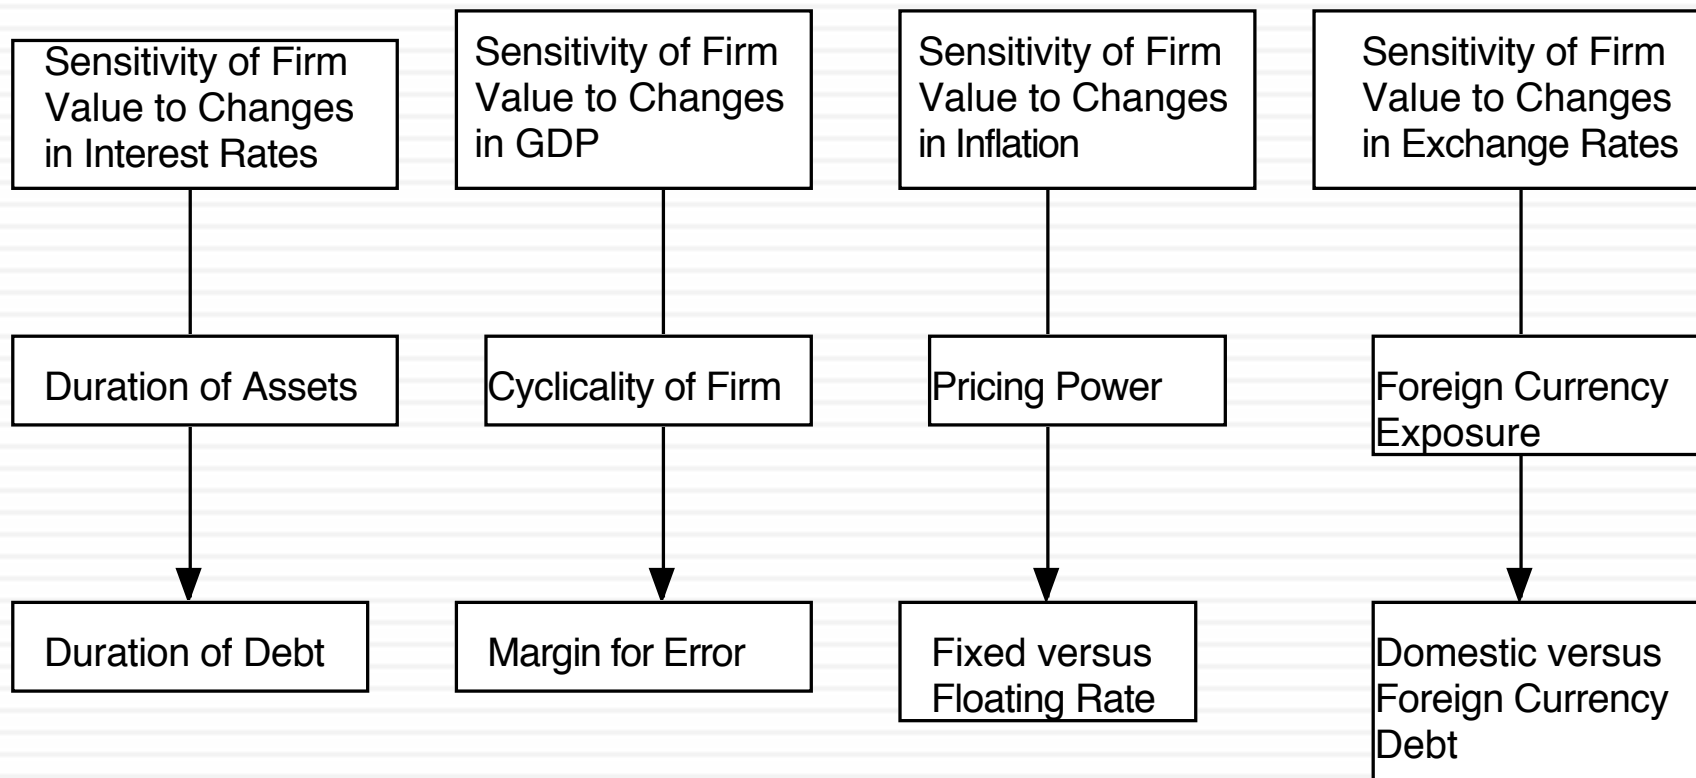 Sensitivity of Firm
Value to Changes
in Interest Rates
Sensitivity of Firm
Value to Changes
in GDP
Sensitivity of Firm
Value to Changes
in Inflation
Sensitivity of Firm
Value to Changes
in Exchange Rates
Duration of Assets
Cyclicality of Firm
Pricing Power
Foreign Currency
Exposure
Duration of Debt
Margin for Error
Fixed versus
Floating Rate
Domestic versus
Foreign Currency
Debt